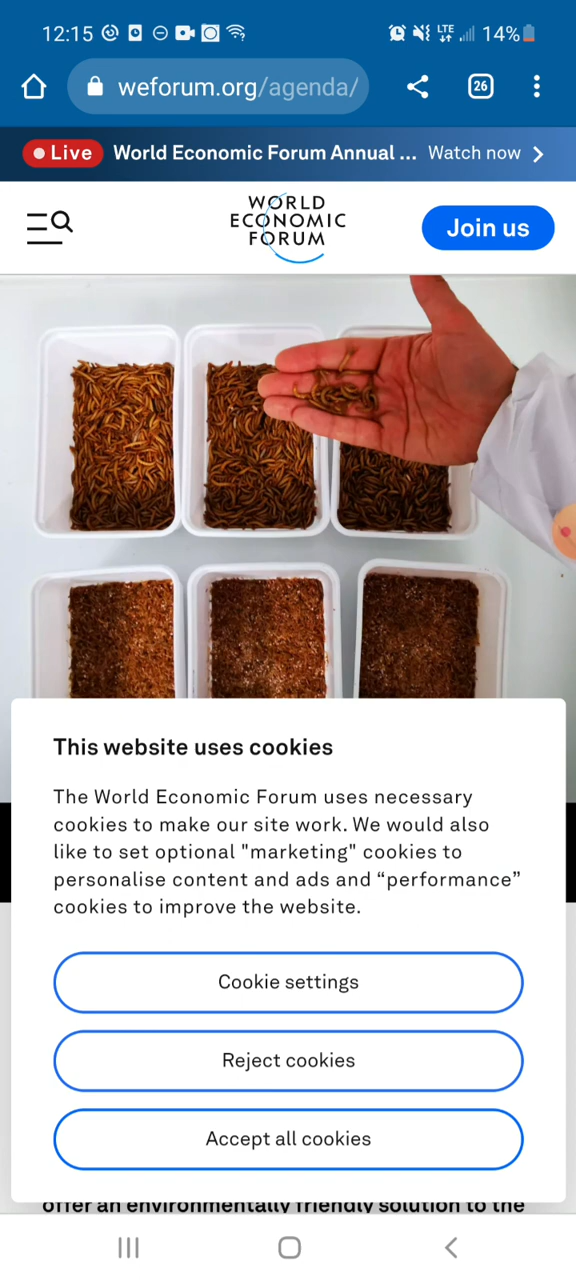 12:15 LTE 14%
weforum.org/agenda/ 26
Live World Economic Forum Annual ... Watch now
WORLD
ECONOMIC
FORUM
Join us
This website uses cookies
The World Economic Forum uses necessary
cookies to make our site work. We would also
like to set optional "marketing" cookies to
personalise content and ads and “performance”
cookies to improve the website.
Cookie settings
Reject cookies
Accept all cookies
offer an environmentally friendly solution to the